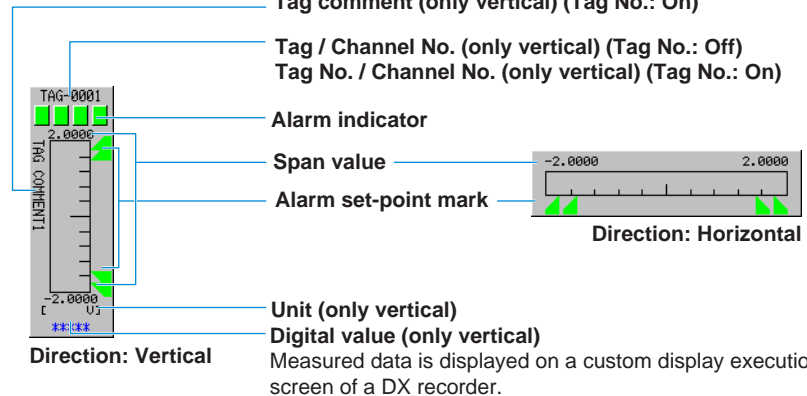 Tag comment (only vertical) (Tag No.: On)
Tag / Channel No. (only vertical) (Tag No.: Off)
Tag No. / Channel No. (only vertical) (Tag No.: On)
TAG-0001
Alarm indicator
2.0000
TAG COMMENT1
Span value
-2.0000 2.0000
Alarm set-point mark
Direction: Horizontal
-2.0000
[ V]
Unit (only vertical)
*****
Digital value (only vertical)
Direction: Vertical
Measured data is displayed on a custom display executio
screen of a DX recorder.